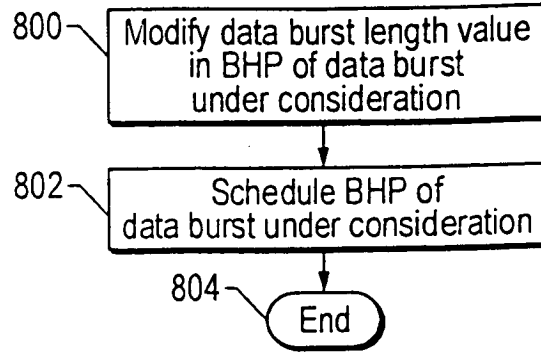 800
Modify data burst length value
in BHP of data burst
under consideration
802
Schedule BHP of
data burst under consideration
804
End